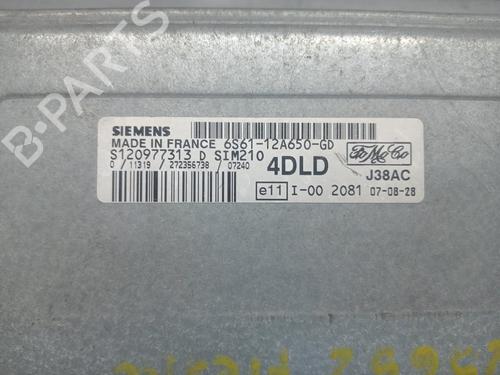 SIEMENS
MADE IN FRANCE 6S61-12A650-GD
S120977313 D SIM210
0 / 11319 / 272356738 / 07240
4DLD
FoMoCo
J38AC
e11 I-00 2081 07-08-28
B-PARTS